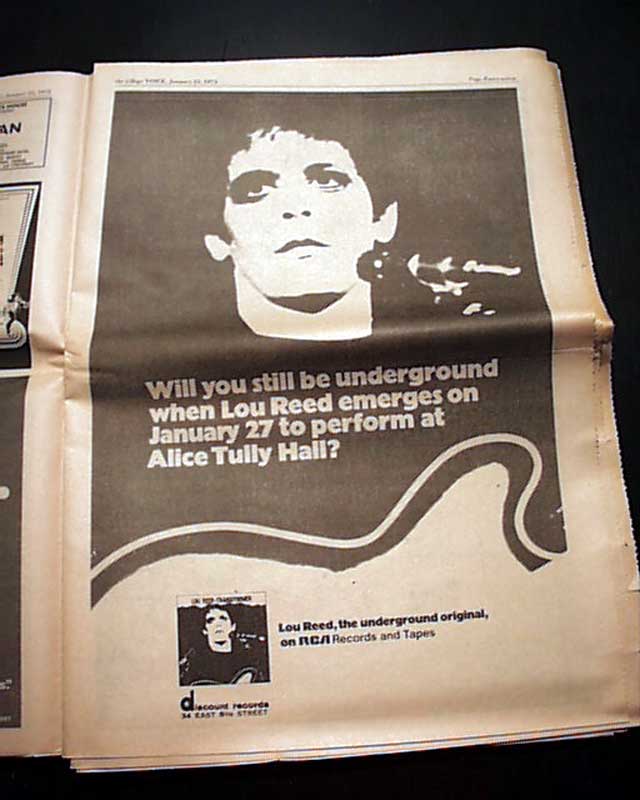 the village VOICE, January 25, 1973
AN
Will you still be underground
when Lou Reed emerges on
January 27 to perform at
Alice Tully Hall?
LOU REED TRANSFORMER
Lou Reed, the underground original,
on RCA Records and Tapes
discount records
34 EAST 8th STREET